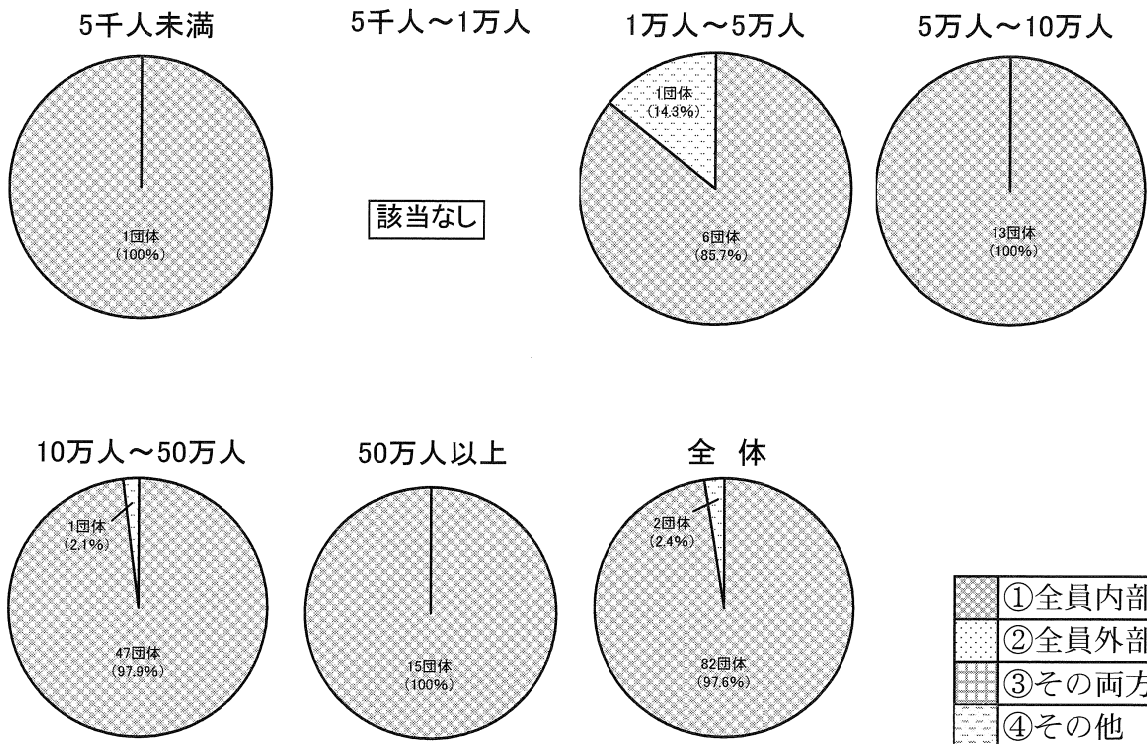 5千人未満
5千人～1万人
1万人～5万人
5万人～10万人
1団体
(100%)
該当なし
1団体
(14.3%)
6団体
(85.7%)
13団体
(100%)
10万人～50万人
50万人以上
全 体
1団体
(2.1%)
47団体
(97.9%)
15団体
(100%)
2団体
(2.4%)
82団体
(97.6%)
①全員内部
②全員外部
③その両方
④その他